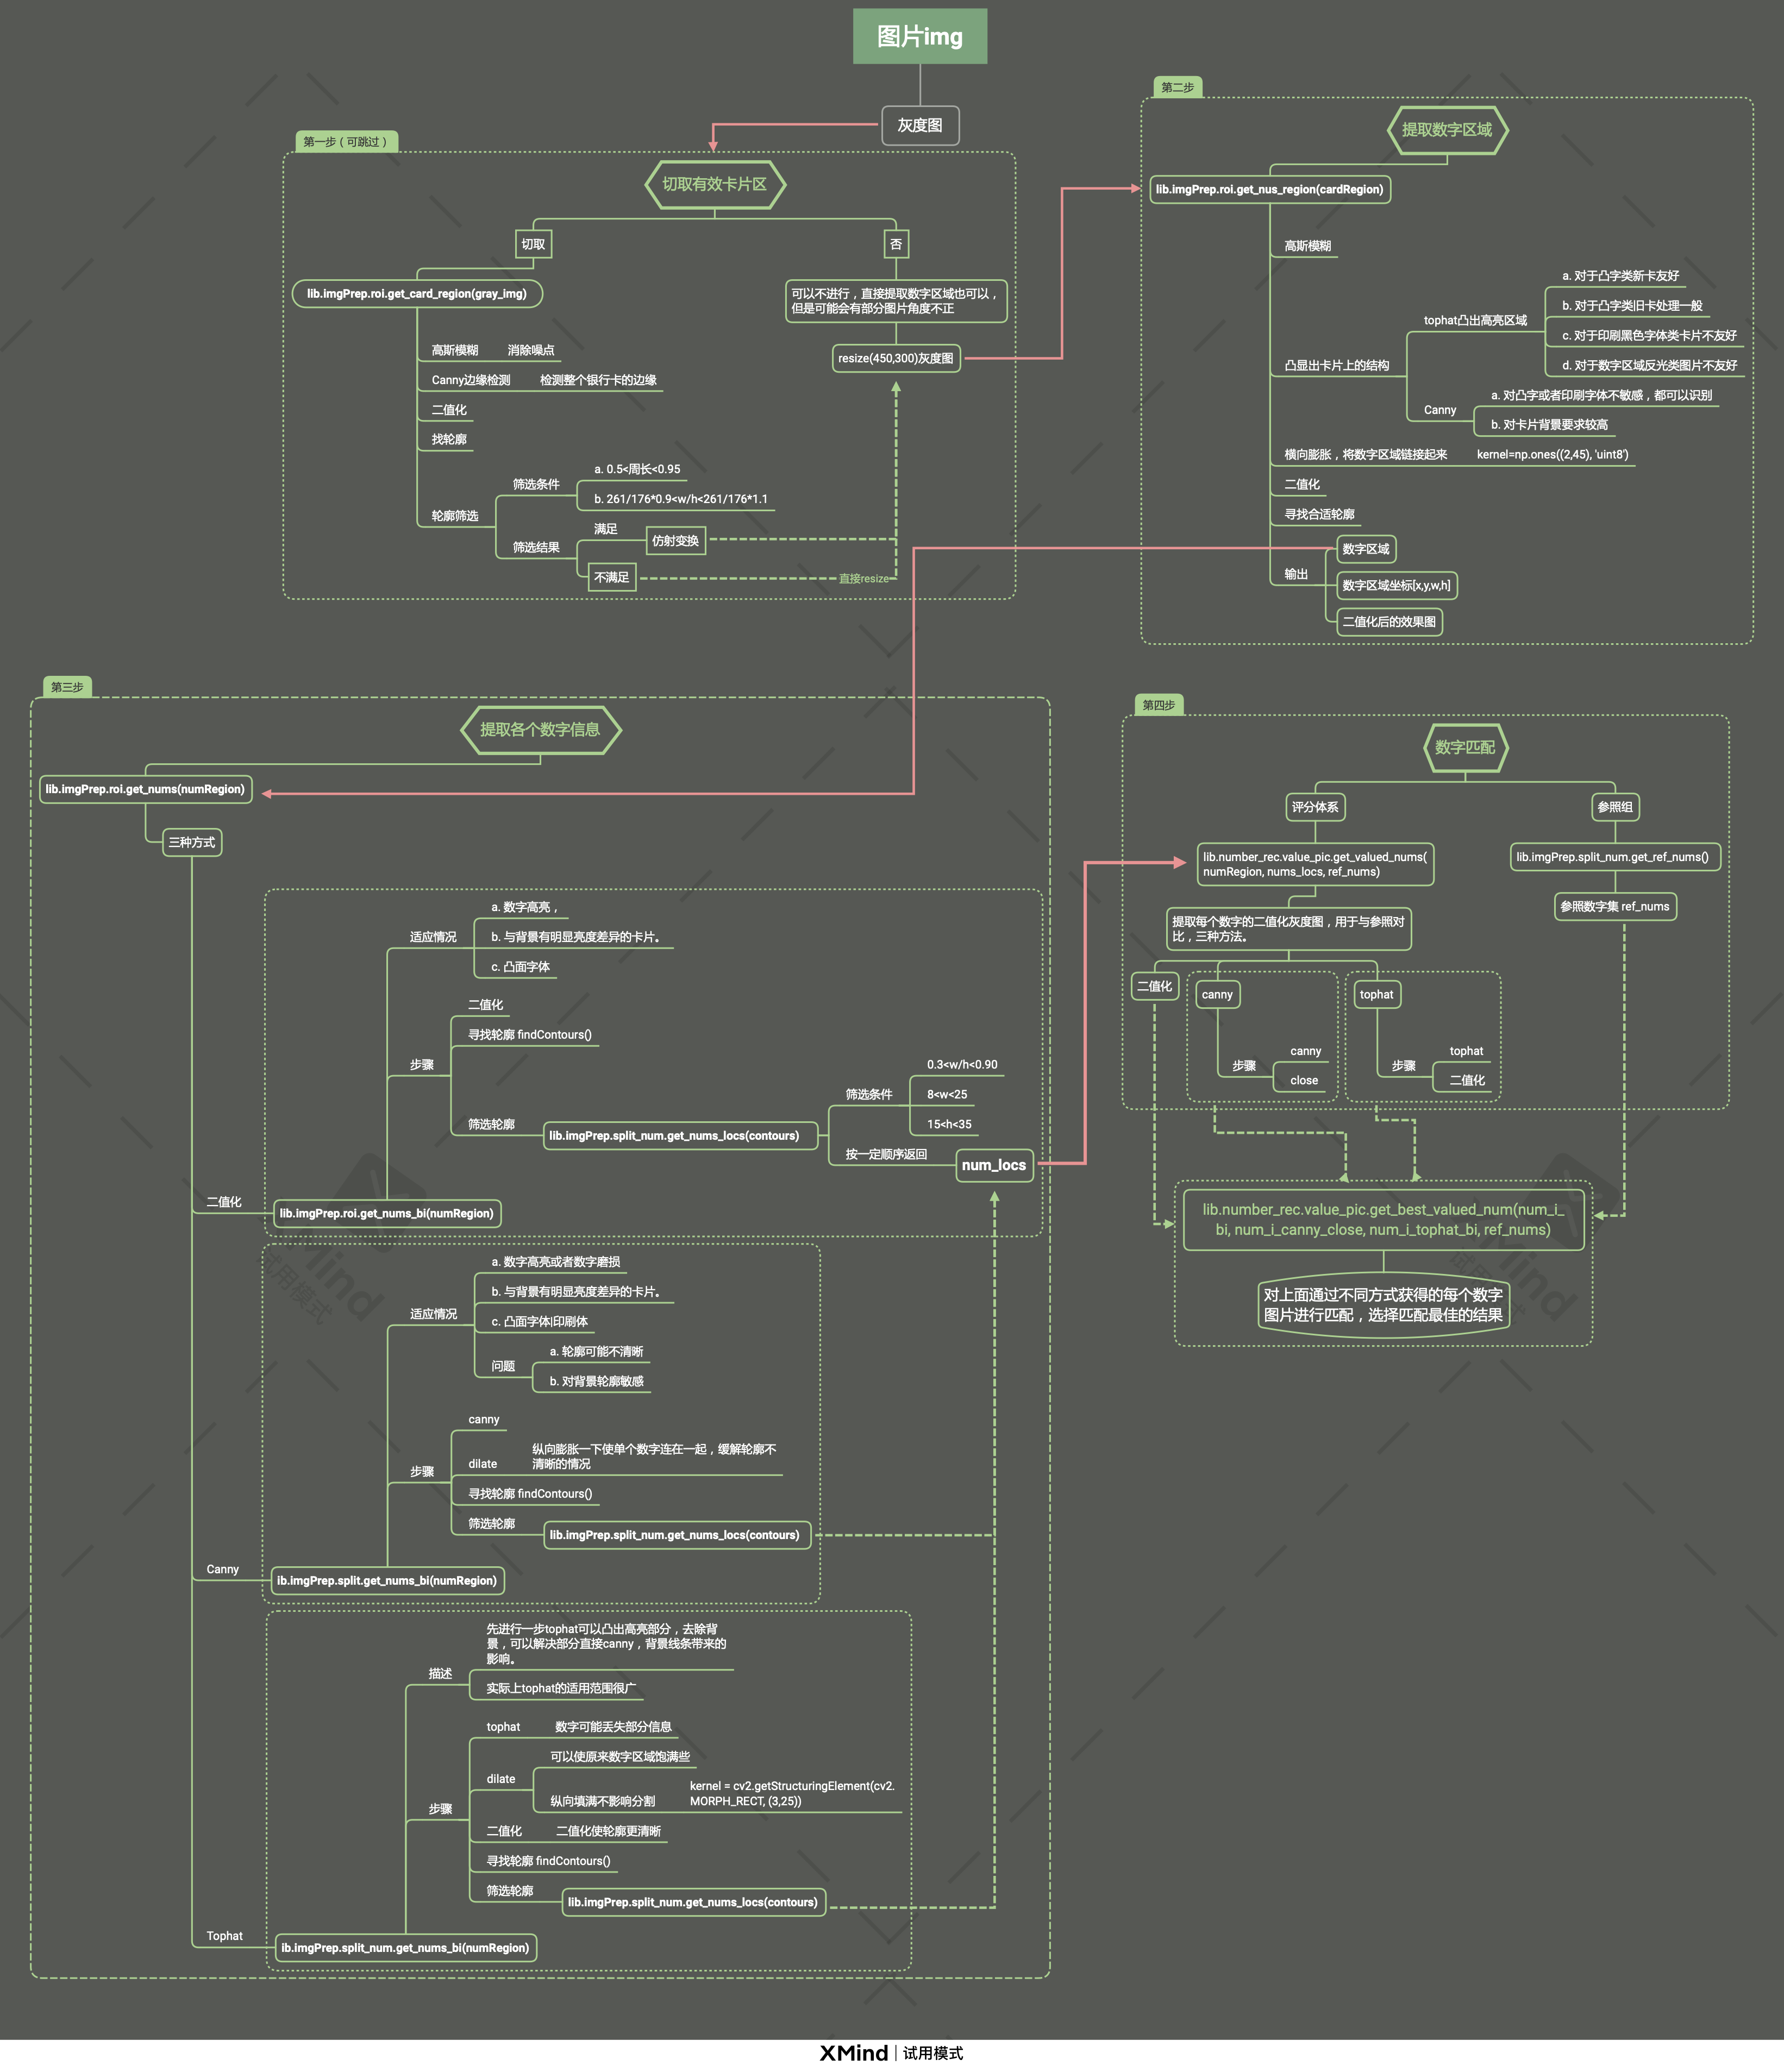 图片img
灰度图
第一步（可跳过）
切取有效卡片区
切取
否
lib.imgPrep.roi.get_card_region(gray_img)
可以不进行，直接提取数字区域也可以，
但是可能会有部分图片角度不正
resize(450,300)灰度图
高斯模糊 消除噪点
Canny边缘检测 检测整个银行卡的边缘
二值化
找轮廓
轮廓筛选
筛选条件
a. 0.5<周长<0.95
b. 261/176*0.9<w/h<261/176*1.1
筛选结果
满足
仿射变换
不满足
直接resize
第二步
提取数字区域
lib.imgPrep.roi.get_nus_region(cardRegion)
高斯模糊
凸显出卡片上的结构
tophat凸出高亮区域
a. 对于凸字类新卡友好
b. 对于凸字类旧卡处理一般
c. 对于印刷黑色字体类卡片不友好
d. 对于数字区域反光类图片不友好
Canny
a. 对凸字或者印刷字体不敏感，都可以识别
b. 对卡片背景要求较高
横向膨胀，将数字区域链接起来 kernel=np.ones((2,45), 'uint8')
二值化
寻找合适轮廓
输出
数字区域
数字区域坐标[x,y,w,h]
二值化后的效果图
第三步
提取各个数字信息
lib.imgPrep.roi.get_nums(numRegion)
三种方式
二值化
lib.imgPrep.roi.get_nums_bi(numRegion)
适应情况
a. 数字高亮，
b. 与背景有明显亮度差异的卡片。
c. 凸面字体
步骤
二值化
寻找轮廓 findContours()
筛选轮廓
lib.imgPrep.split_num.get_nums_locs(contours)
筛选条件
0.3<w/h<0.90
8<w<25
15<h<35
按一定顺序返回
num_locs
Canny
ib.imgPrep.split.get_nums_bi(numRegion)
适应情况
a. 数字高亮或者数字磨损
b. 与背景有明显亮度差异的卡片。
c. 凸面字体|印刷体
问题
a. 轮廓可能不清晰
b. 对背景轮廓敏感
步骤
canny
dilate
纵向膨胀一下使单个数字连在一起，缓解轮廓不
清晰的情况
寻找轮廓 findContours()
筛选轮廓
lib.imgPrep.split_num.get_nums_locs(contours)
Tophat
ib.imgPrep.split_num.get_nums_bi(numRegion)
描述
先进行一步tophat可以凸出高亮部分，去除背
景，可以解决部分直接canny，背景线条带来的
影响。
实际上tophat的适用范围很广
步骤
tophat 数字可能丢失部分信息
dilate
可以使原来数字区域饱满些
纵向填满不影响分割
kernel = cv2.getStructuringElement(cv2.
MORPH_RECT, (3,25))
二值化 二值化使轮廓更清晰
寻找轮廓 findContours()
筛选轮廓
lib.imgPrep.split_num.get_nums_locs(contours)
第四步
数字匹配
评分体系
参照组
lib.number_rec.value_pic.get_valued_nums(
numRegion, nums_locs, ref_nums)
lib.imgPrep.split_num.get_ref_nums()
参照数字集 ref_nums
提取每个数字的二值化灰度图，用于与参照对
比，三种方法。
二值化
canny
步骤
canny
close
tophat
步骤
tophat
二值化
lib.number_rec.value_pic.get_best_valued_num(num_i_
bi, num_i_canny_close, num_i_tophat_bi, ref_nums)
对上面通过不同方式获得的每个数字
图片进行匹配，选择匹配最佳的结果
XMind
试用模式
XMind
试用模式
XMind | 试用模式